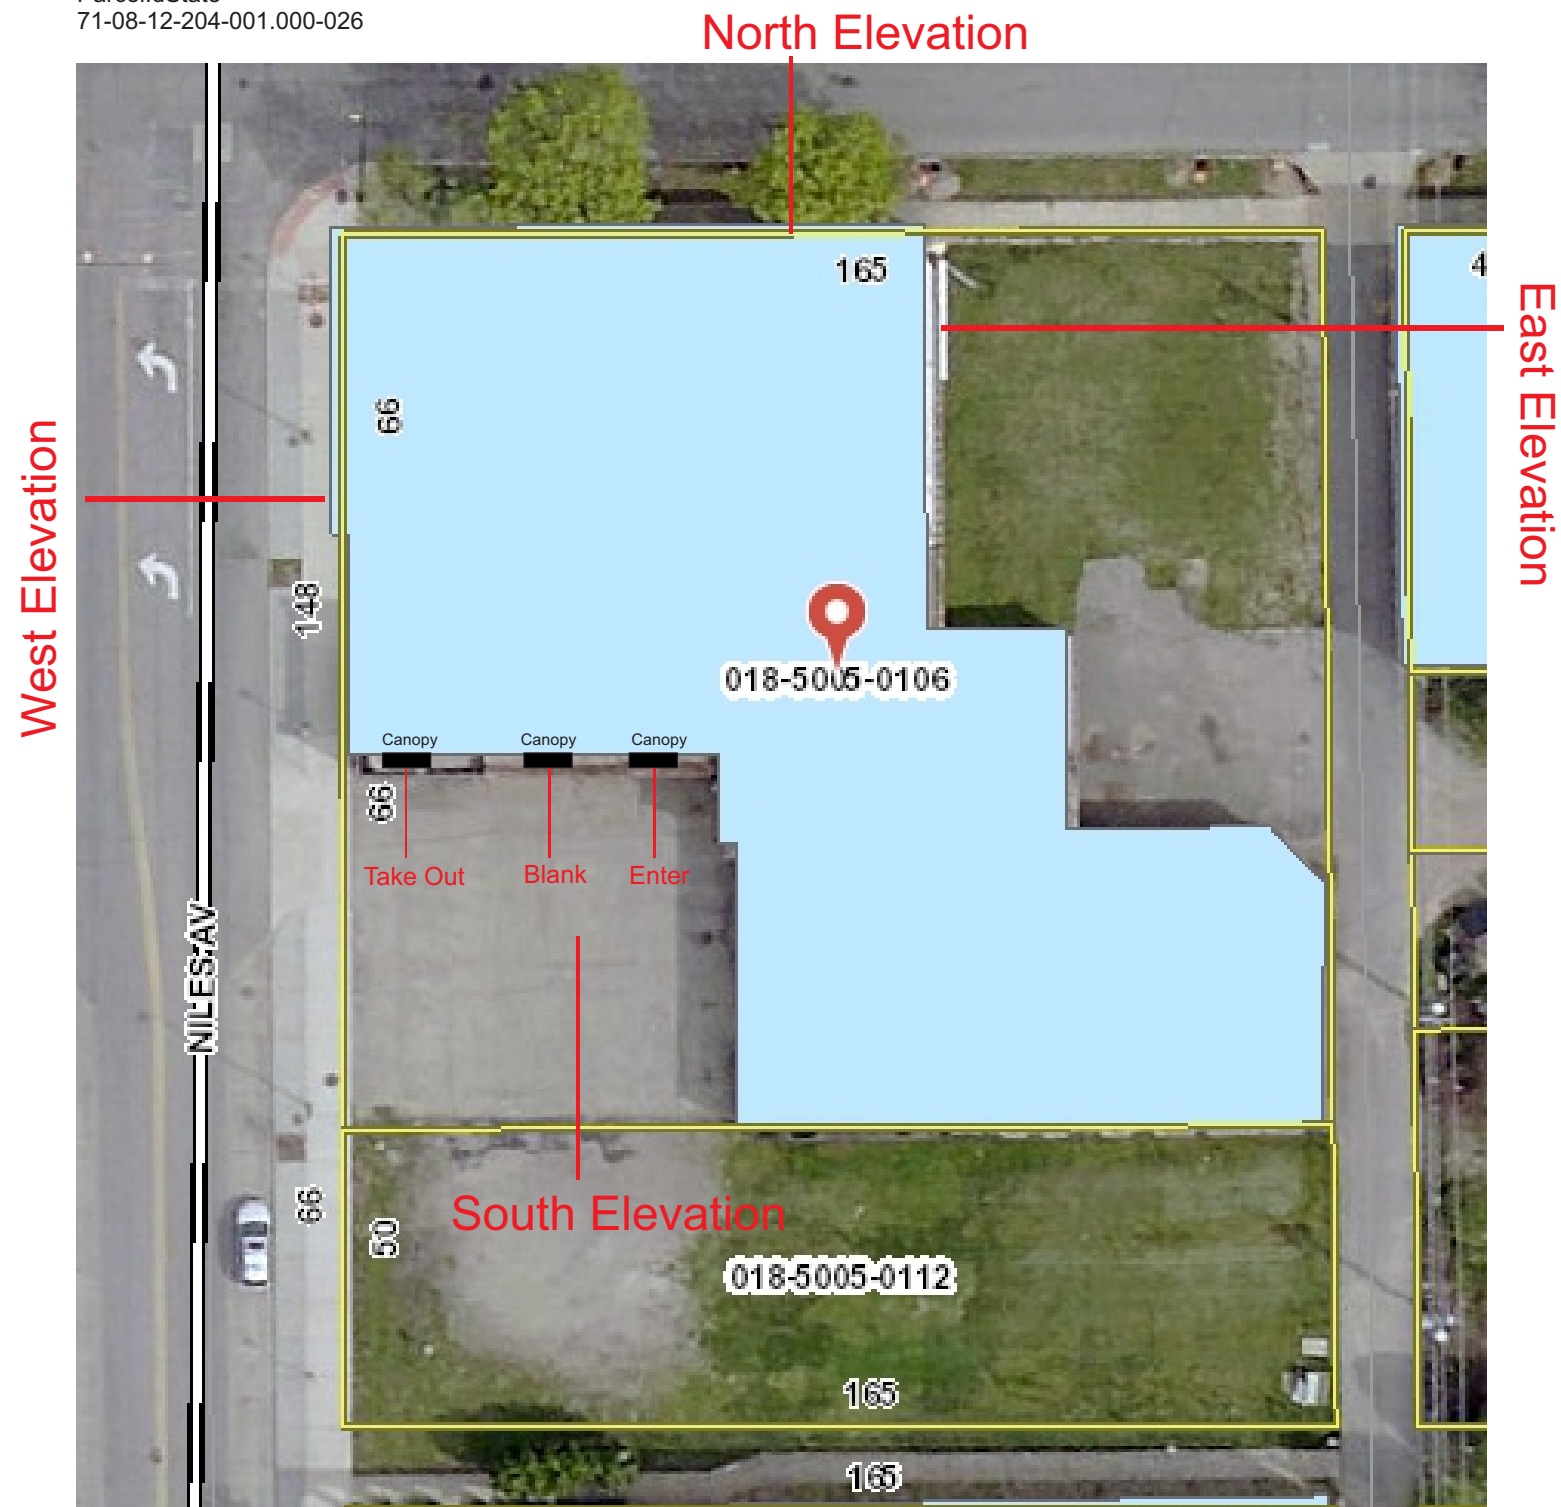 71-08-12-204-001.000-026
North Elevation
165
4
East Elevation
66
West Elevation
148
018-5005-0106
Canopy Canopy Canopy
66
Take Out Blank Enter
NILES AV
66
50
South Elevation
018-5005-0112
165
165